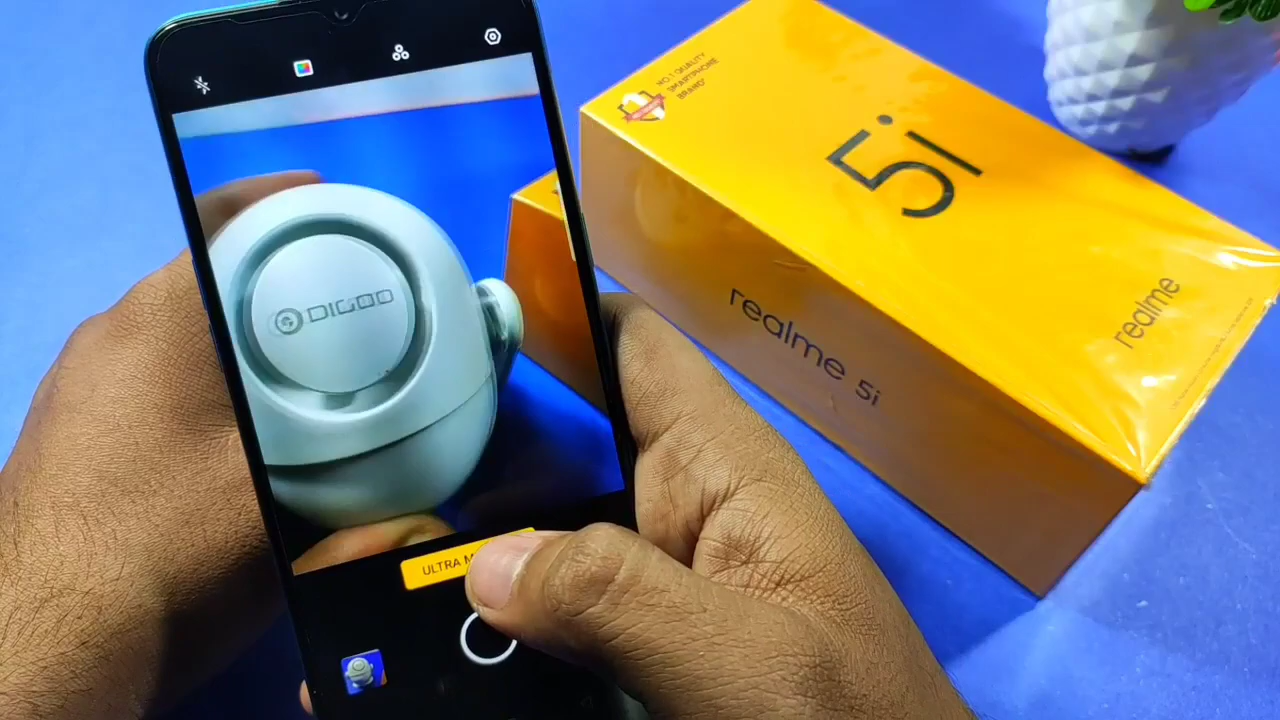 DIGOO
ULTRA M
NO.1 QUALITY
SMARTPHONE
BRAND*
5i
realme
realme 5i